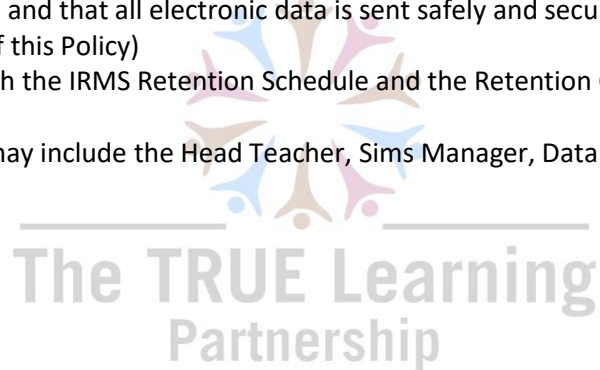 and that all electronic data is sent safely and secu
f this Policy)
h the IRMS Retention Schedule and the Retention
may include the Head Teacher, Sims Manager, Data
The TRUE Learning
Partnership